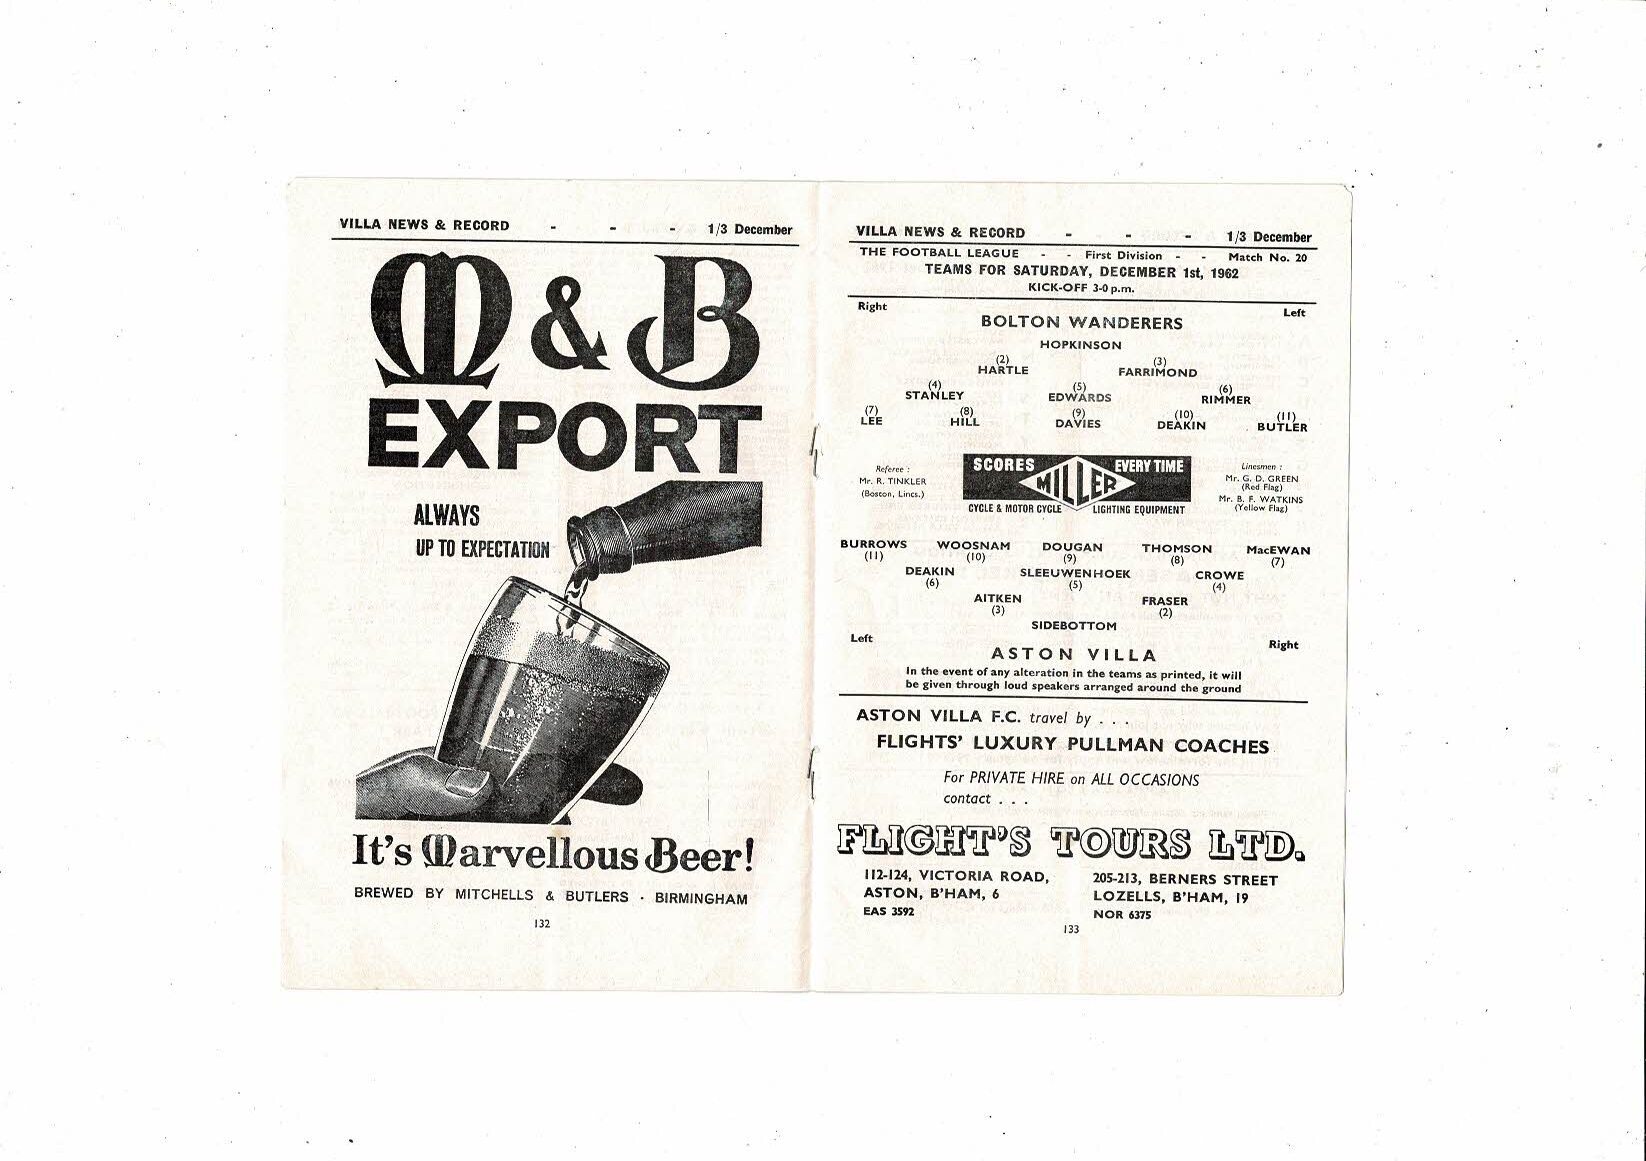 VILLA NEWS & RECORD - - - 1/3 December
M & B
EXPORT
ALWAYS
UP TO EXPECTATION
It's Marvellous Beer!
BREWED BY MITCHELLS & BUTLERS · BIRMINGHAM
132
VILLA NEWS & RECORD - - - 1/3 December
THE FOOTBALL LEAGUE - - First Division - - Match No. 20
TEAMS FOR SATURDAY, DECEMBER 1st, 1962
KICK-OFF 3-0 p.m.
Right Left
BOLTON WANDERERS
HOPKINSON
(2) (3)
HARTLE FARRIMOND
(4) (5) (6)
STANLEY EDWARDS RIMMER
(7) (8) (9) (10) (11)
LEE HILL DAVIES DEAKIN BUTLER
Referee :
Mr. R. TINKLER
(Boston, Lincs.)
SCORES MILLER EVERY TIME
CYCLE & MOTOR CYCLE LIGHTING EQUIPMENT
Linesmen :
Mr. G. D. GREEN
(Red Flag)
Mr. B. F. WATKINS
(Yellow Flag)
BURROWS WOOSNAM DOUGAN THOMSON MacEWAN
(11) (10) (9) (8) (7)
DEAKIN SLEEUWENHOEK CROWE
(6) (5) (4)
AITKEN FRASER
(3) (2)
SIDEBOTTOM
Left Right
ASTON VILLA
In the event of any alteration in the teams as printed, it will
be given through loud speakers arranged around the ground
ASTON VILLA F.C. travel by . . .
FLIGHTS' LUXURY PULLMAN COACHES
For PRIVATE HIRE on ALL OCCASIONS
contact . . .
FLIGHT'S TOURS LTD.
112-124, VICTORIA ROAD,
ASTON, B'HAM, 6
EAS 3592
205-213, BERNERS STREET
LOZELLS, B'HAM, 19
NOR 6375
133